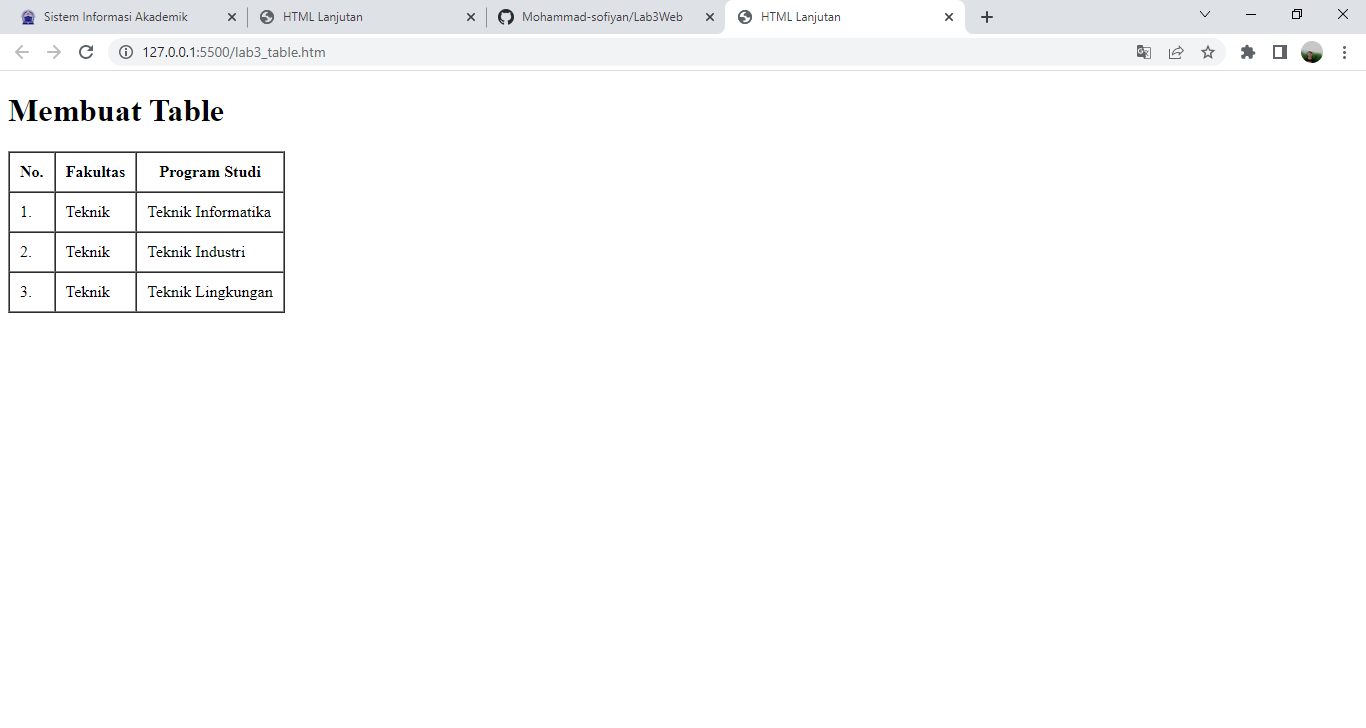 Sistem Informasi Akademik
HTML Lanjutan
Mohammad-sofiyan/Lab3Web
HTML Lanjutan
127.0.0.1:5500/lab3_table.htm
Membuat Table
No. Fakultas Program Studi
1. Teknik Teknik Informatika
2. Teknik Teknik Industri
3. Teknik Teknik Lingkungan